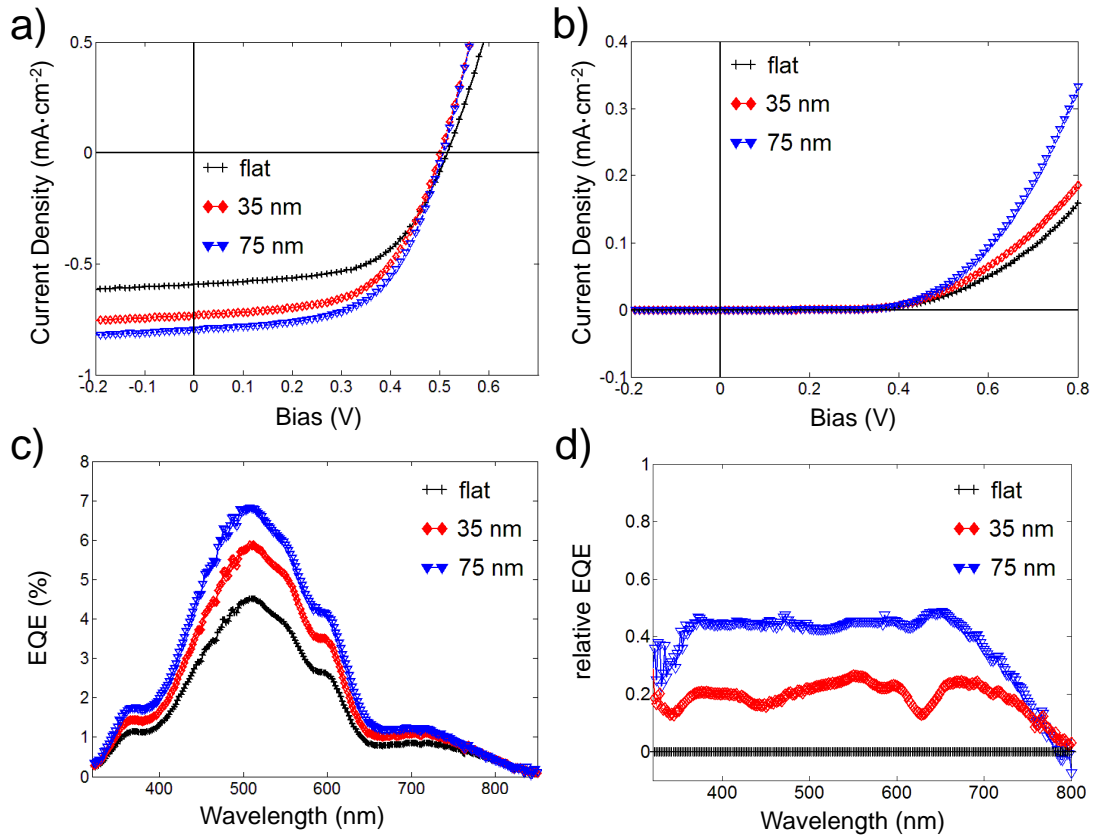 a)
Current Density (mA·cm⁻²)
0.5
0
-0.5
-1
-0.2 -0.1 0 0.1 0.2 0.3 0.4 0.5 0.6
Bias (V)
flat
35 nm
75 nm
b)
Current Density (mA·cm⁻²)
0.4
0.3
0.2
0.1
0
-0.1
-0.2 0 0.2 0.4 0.6 0.8
Bias (V)
flat
35 nm
75 nm
c)
EQE (%)
8
7
6
5
4
3
2
1
0
400 500 600 700 800
Wavelength (nm)
flat
35 nm
75 nm
d)
relative EQE
1
0.8
0.6
0.4
0.2
0
400 500 600 700 800
Wavelength (nm)
flat
35 nm
75 nm